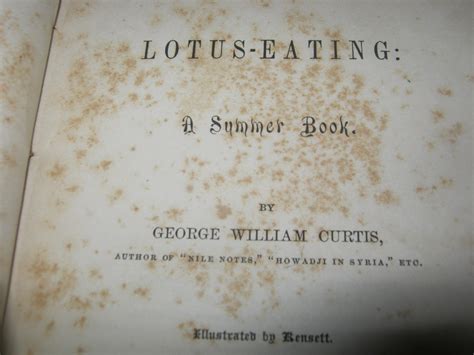 LOTUS-EATING:
A Summer Book.
BY
GEORGE WILLIAM CURTIS,
AUTHOR OF "NILE NOTES," "HOWADJI IN SYRIA," ETC.
Illustrated by Kensett.